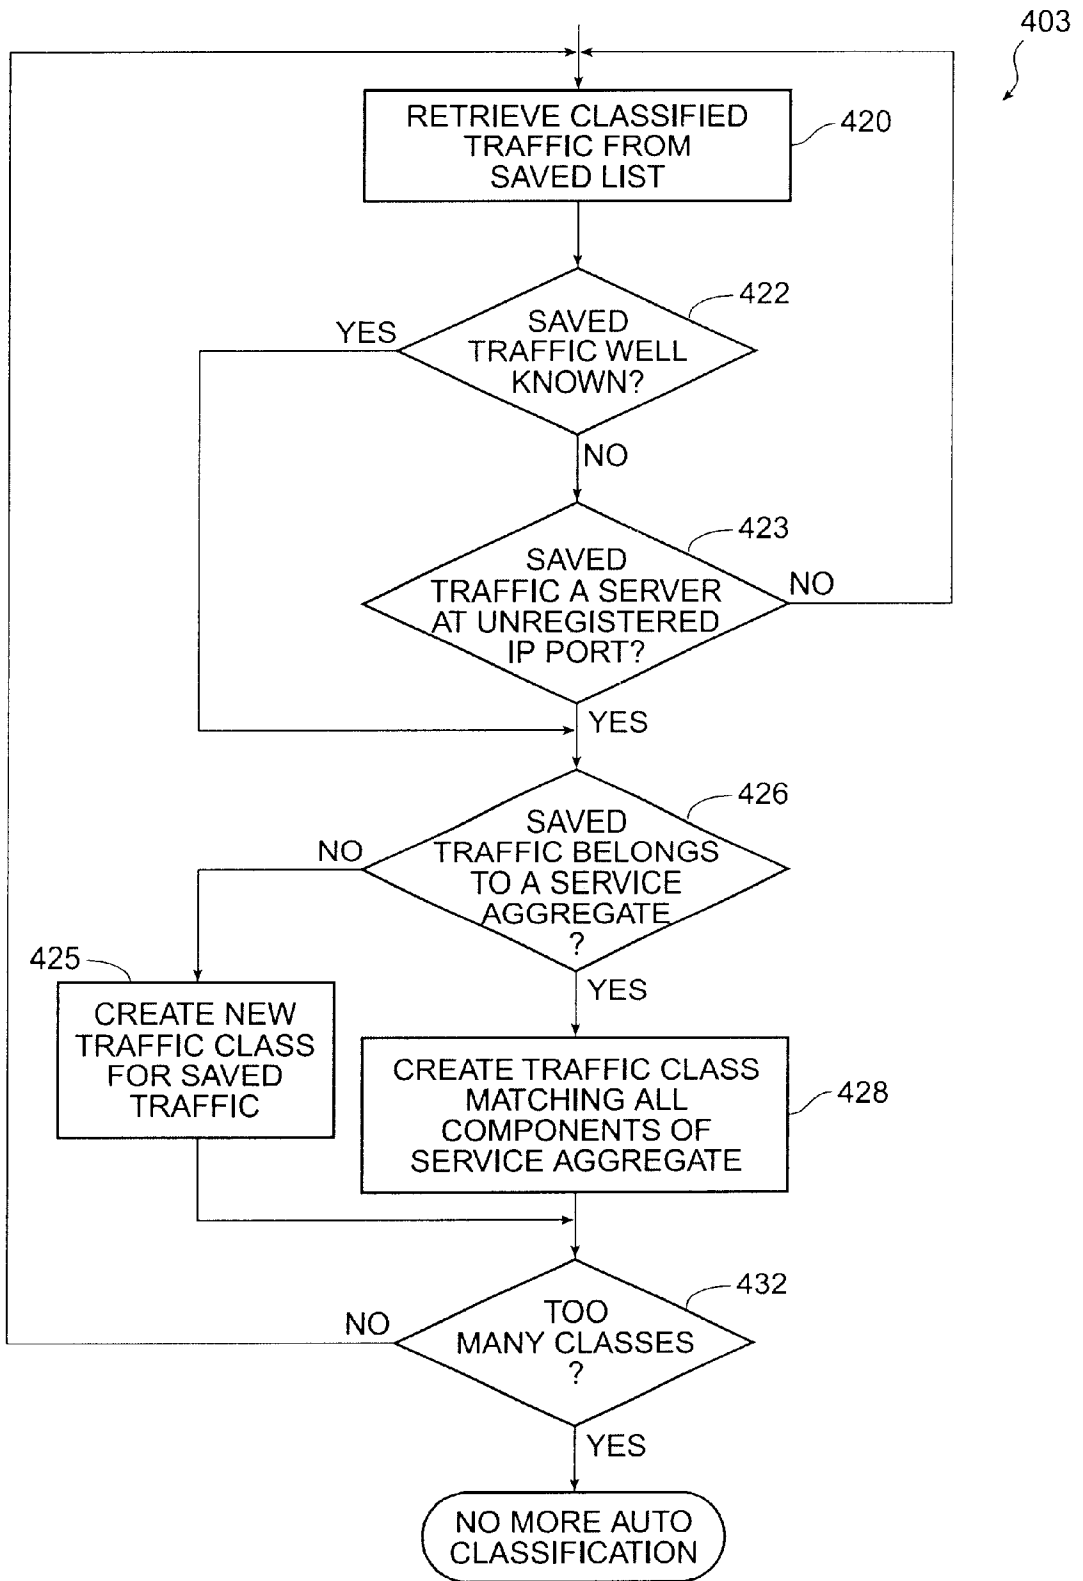 403
RETRIEVE CLASSIFIED
TRAFFIC FROM
SAVED LIST
420
422
YES
SAVED
TRAFFIC WELL
KNOWN?
NO
423
SAVED
TRAFFIC A SERVER
AT UNREGISTERED
IP PORT?
NO
YES
426
SAVED
TRAFFIC BELONGS
TO A SERVICE
AGGREGATE
?
NO
YES
425
CREATE NEW
TRAFFIC CLASS
FOR SAVED
TRAFFIC
CREATE TRAFFIC CLASS
MATCHING ALL
COMPONENTS OF
SERVICE AGGREGATE
428
432
TOO
MANY CLASSES
?
NO
YES
NO MORE AUTO
CLASSIFICATION